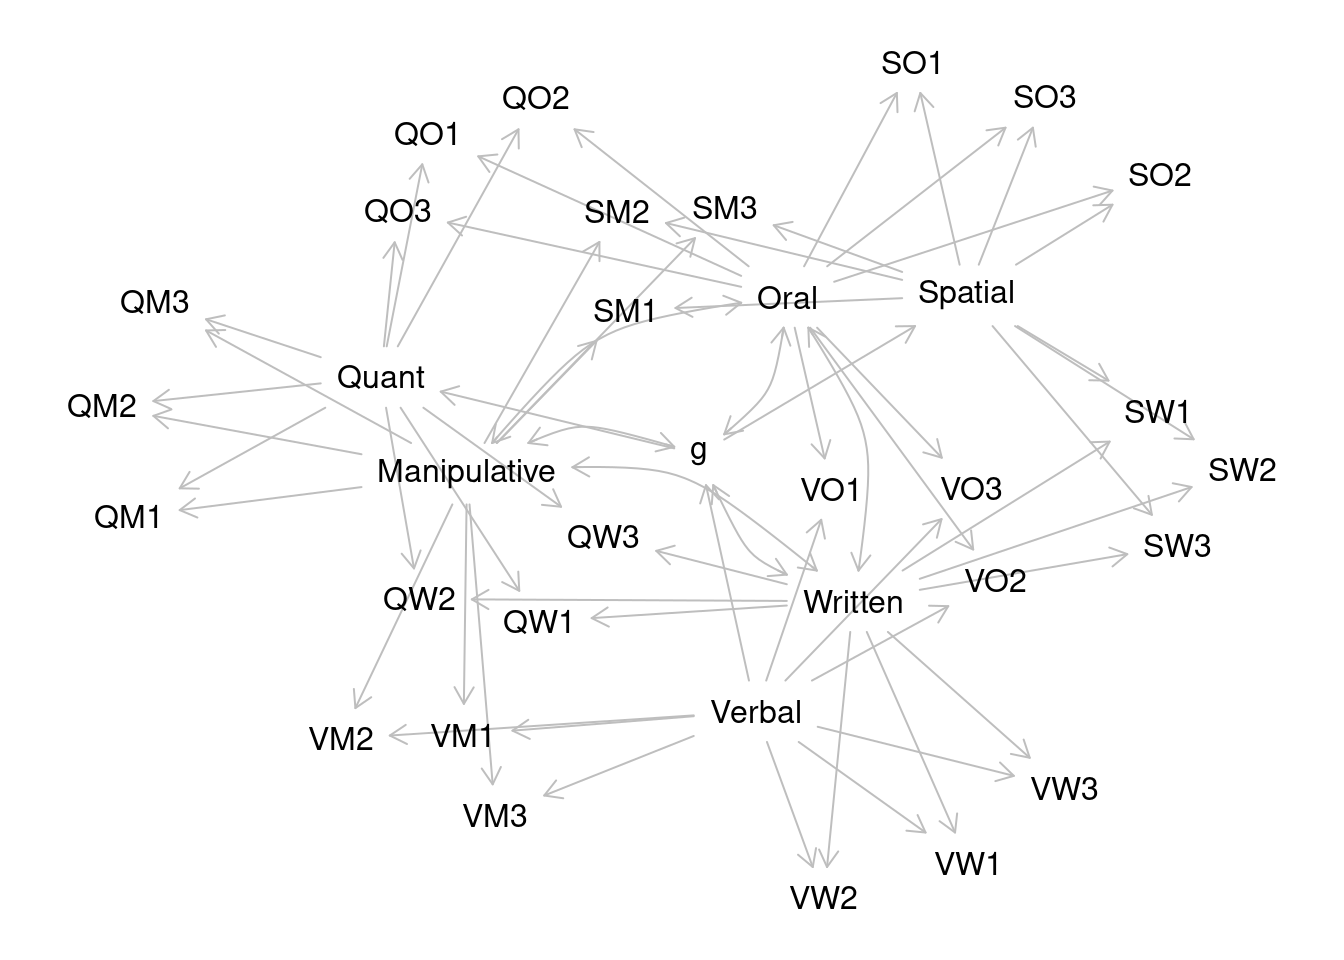 SO1
QO2
SO3
QO1
SO2
QO3
SM2
SM3
Spatial
Oral
QM3
SM1
Quant
QM2
SW1
g
Manipulative
SW2
VO1
VO3
QM1
QW3
SW3
VO2
QW2
Written
QW1
Verbal
VM2
VM1
VW3
VM3
VW1
VW2